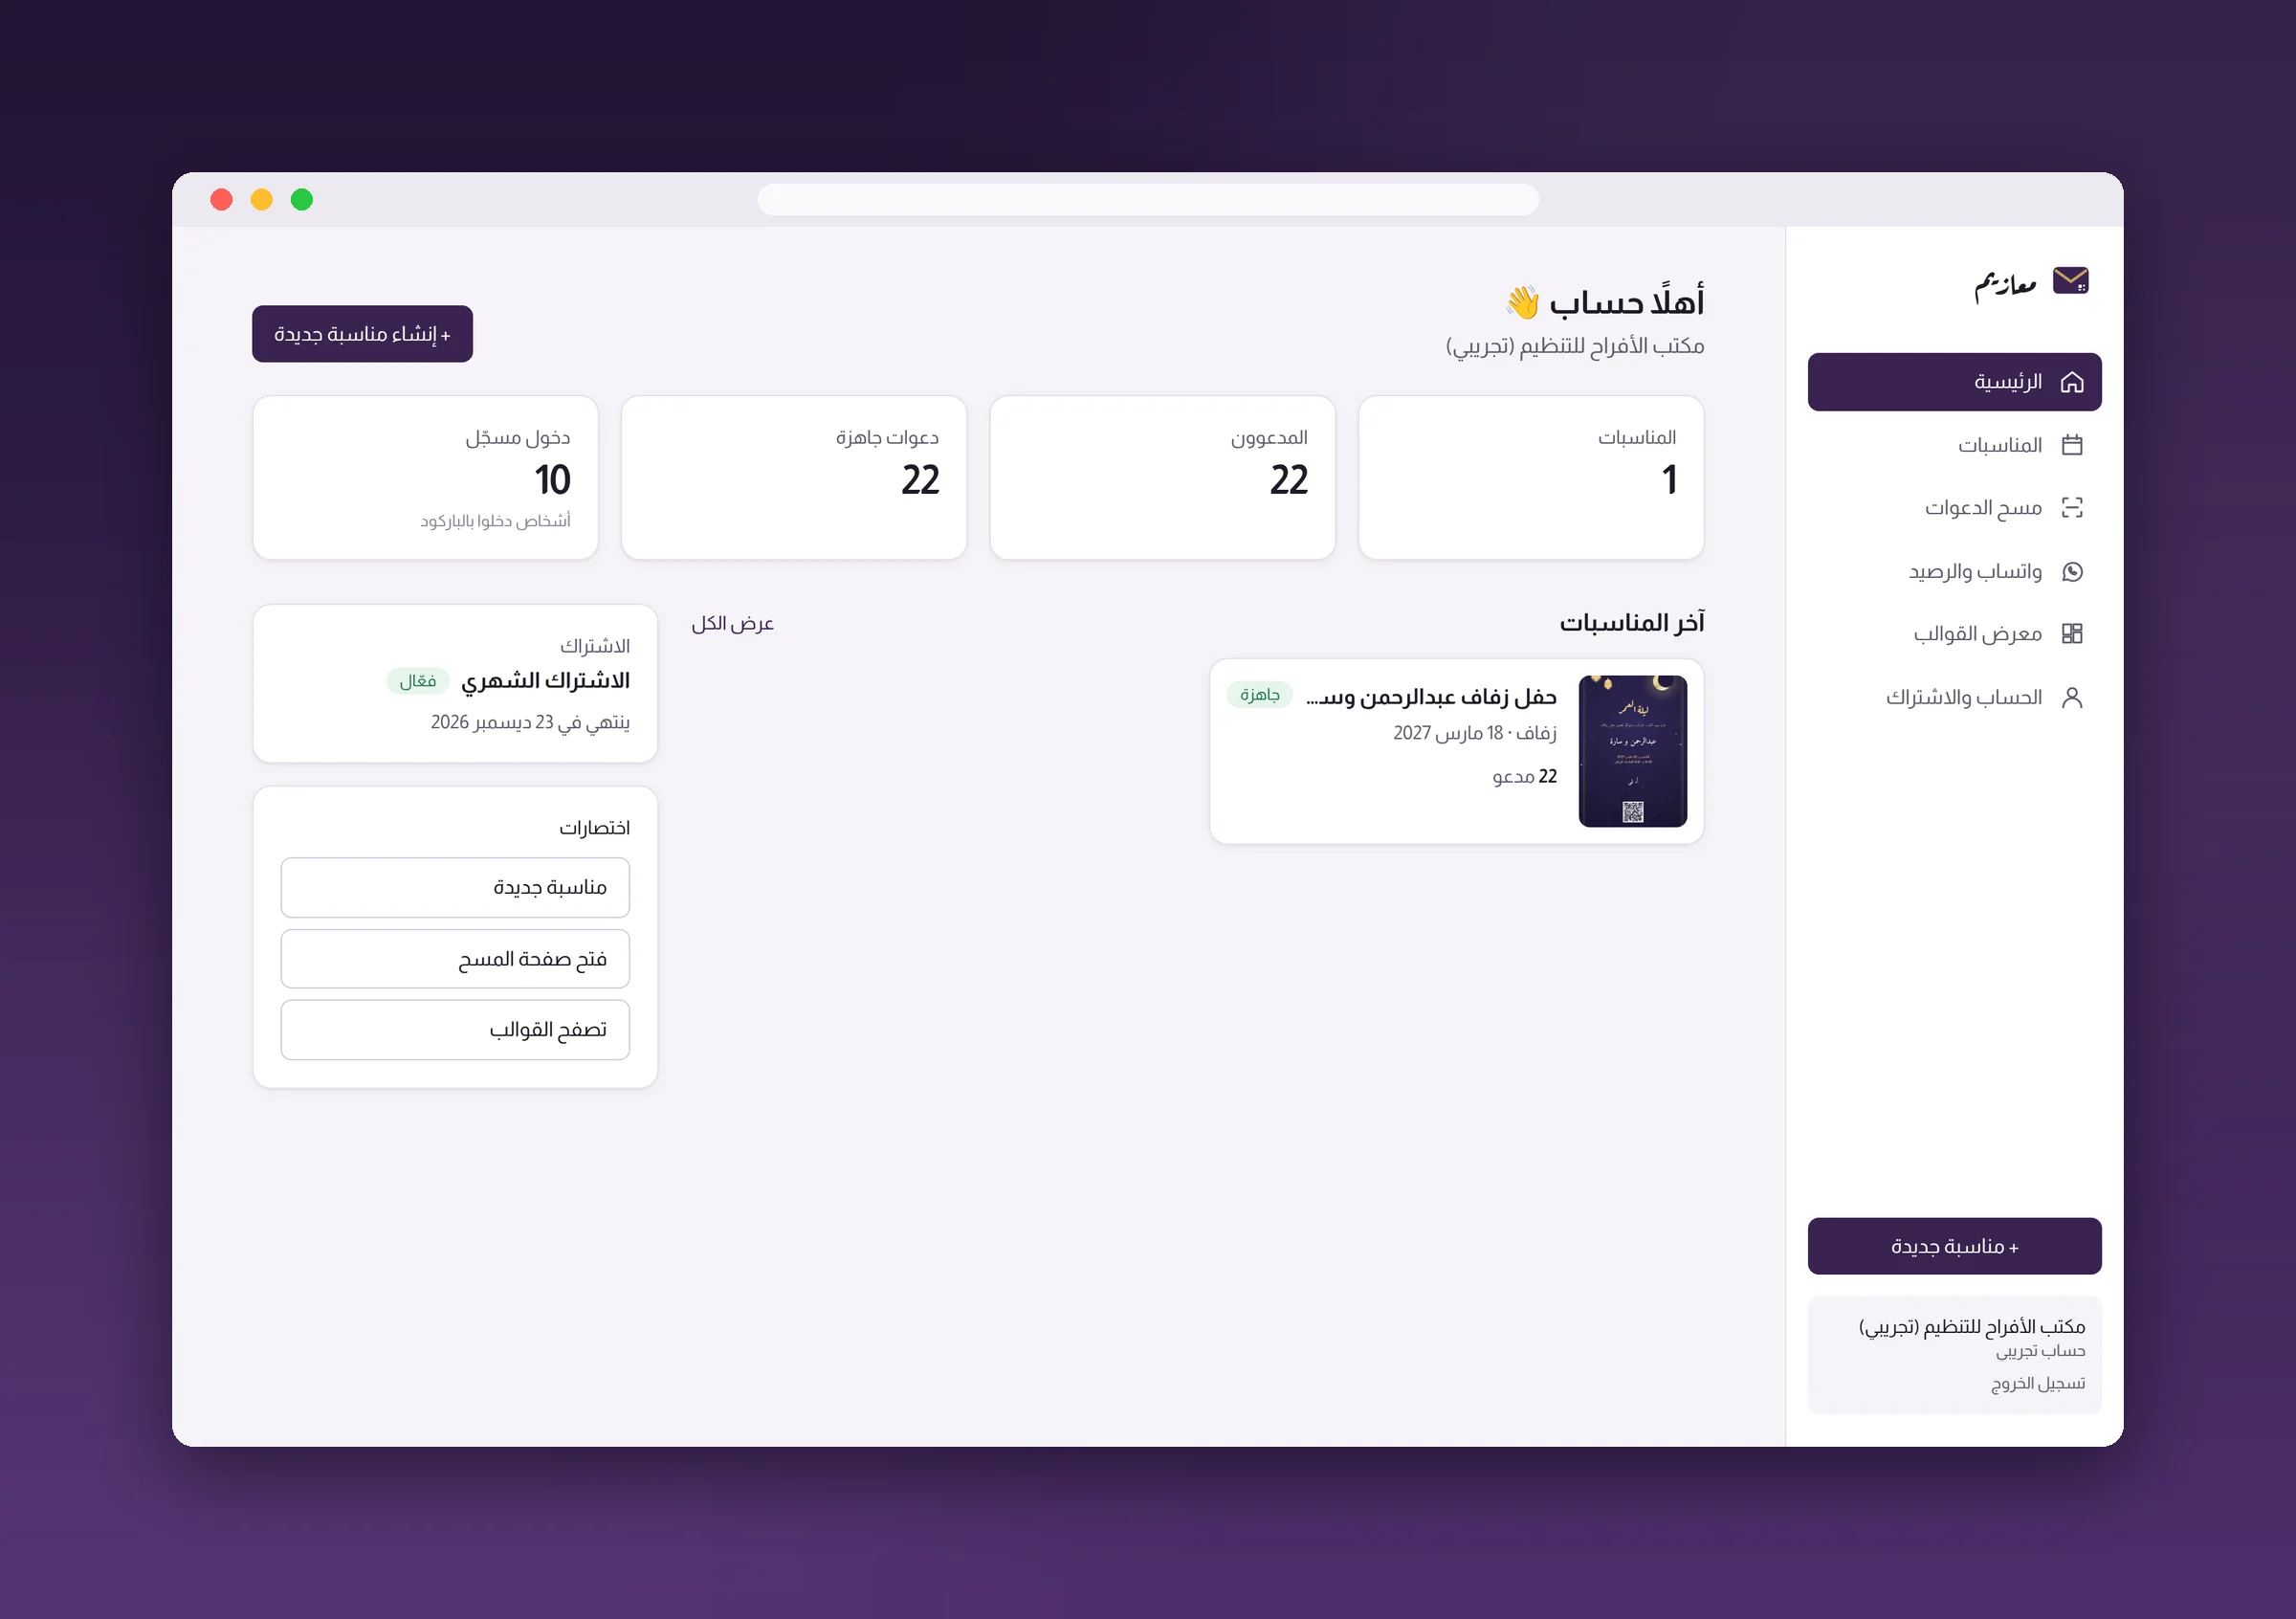 معازيم
الرئيسية
المناسبات
مسح الدعوات
واتساب والرصيد
معرض القوالب
الحساب والاشتراك
+ مناسبة جديدة
مكتب الأفراح للتنظيم (تجريبي)
حساب تجريبي
تسجيل الخروج
أهلًا حساب 👋
مكتب الأفراح للتنظيم (تجريبي)
+ إنشاء مناسبة جديدة
المناسبات
1
المدعوون
22
دعوات جاهزة
22
دخول مسجّل
10
أشخاص دخلوا بالباركود
آخر المناسبات
عرض الكل
ليلة العمر
عبدالرحمن و سارة
حفل زفاف عبدالرحمن وسـ...
جاهزة
زفاف · 18 مارس 2027
22 مدعو
الاشتراك
الاشتراك الشهري
فعّال
ينتهي في 23 ديسمبر 2026
اختصارات
مناسبة جديدة
فتح صفحة المسح
تصفح القوالب